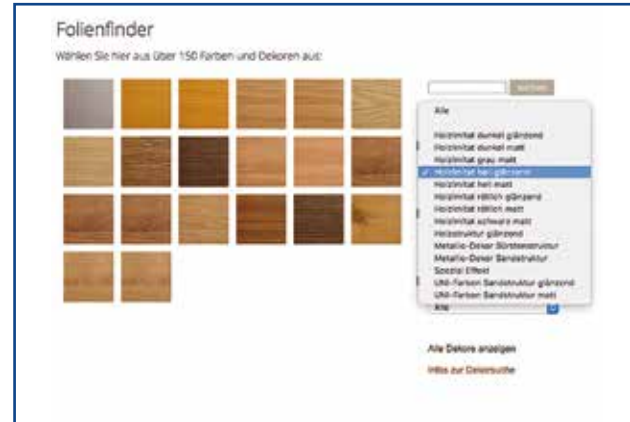 Folienfinder
Wählen Sie hier aus über 150 Farben und Dekoren aus:
Alle
Holzimitat dunkel glänzend
Holzimitat dunkel matt
Holzimitat grau matt
✓ Holzimitat hell glänzend
Holzimitat hell matt
Holzimitat rötlich glänzend
Holzimitat rötlich matt
Holzimitat schwarz matt
Holzstruktur glänzend
Metallic-Dekor Bürstenstruktur
Metallic-Dekor Sandstruktur
Spezial Effekt
UNI-Farben Sandstruktur glänzend
UNI-Farben Sandstruktur matt
Alle
Alle Dekore anzeigen
Infos zur Dekorsuche